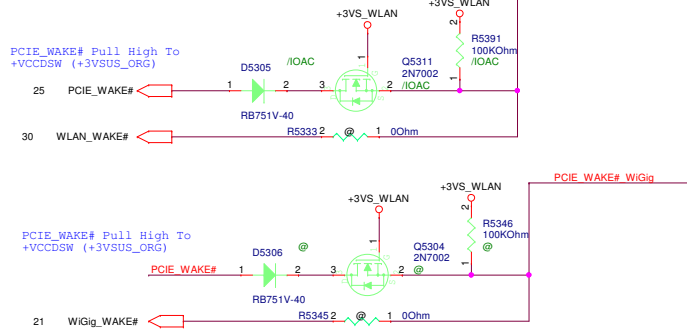 +3VS_WLAN
+3VS_WLAN
2
R5391
100KOhm
/IOAC
1
PCIE_WAKE# Pull High To
+VCCDSW (+3VSUS_ORG)
D5305
/IOAC
1
Q5311
2N7002
/IOAC
25 PCIE_WAKE# 1 2 3 2
RB751V-40
30 WLAN_WAKE# R5333 2 @ 1 0Ohm
PCIE_WAKE#_WiGig
+3VS_WLAN
+3VS_WLAN
2
R5346
100KOhm
@
1
PCIE_WAKE# Pull High To
+VCCDSW (+3VSUS_ORG)
D5306
@
1
Q5304
2N7002
@
PCIE_WAKE# 1 2 3 2
RB751V-40
21 WiGig_WAKE# R5345 2 @ 1 0Ohm